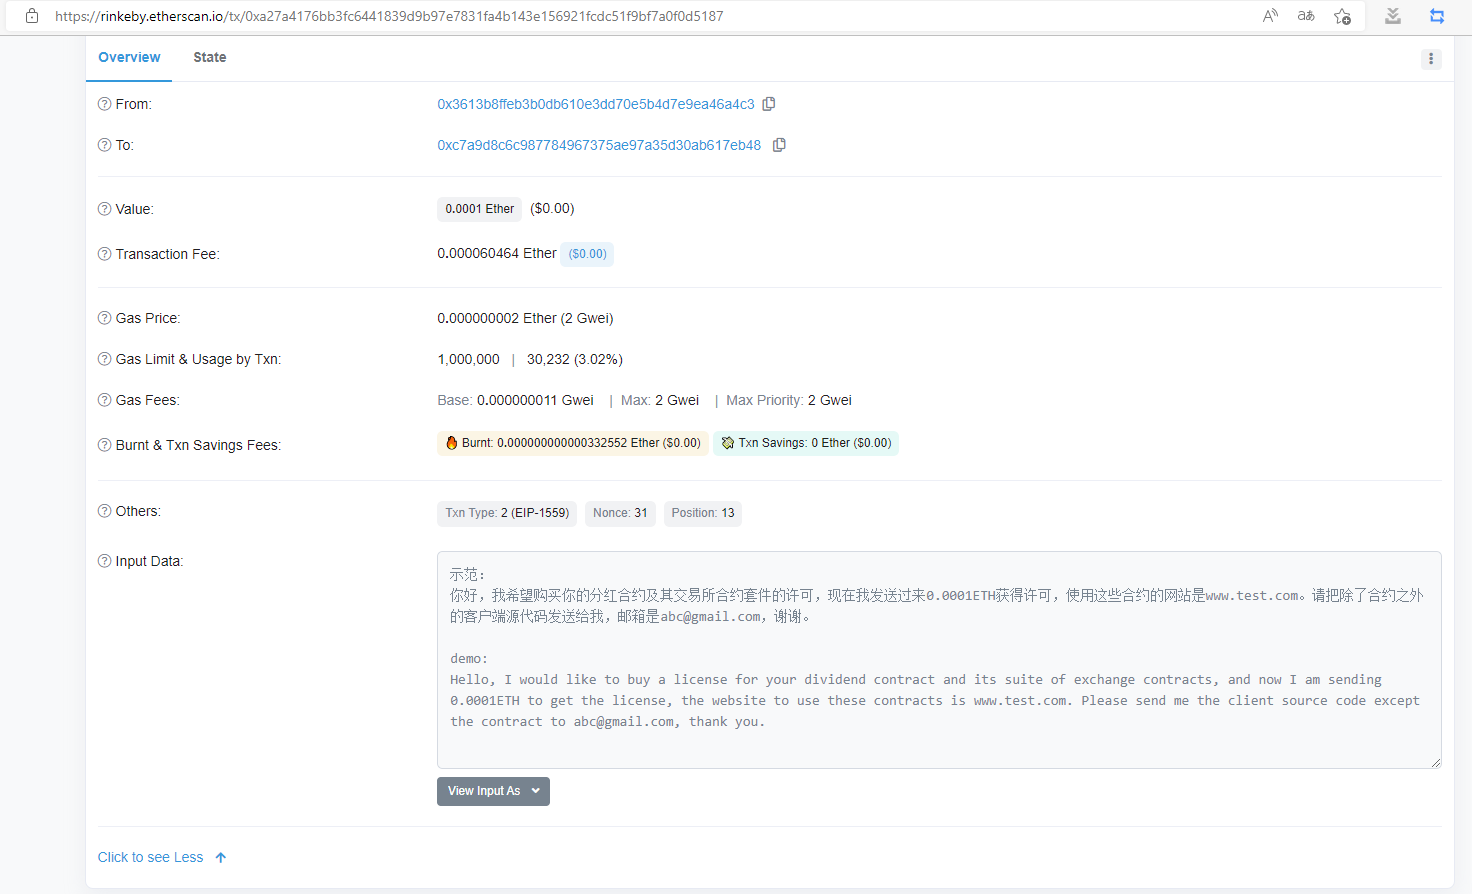 https://rinkeby.etherscan.io/tx/0xa27a4176bb3fc6441839d9b97e7831fa4b143e156921fcdc51f9bf7a0f0d5187
Overview State
From: 0x3613b8ffeb3b0db610e3dd70e5b4d7e9ea46a4c3
To: 0xc7a9d8c6c987784967375ae97a35d30ab617eb48
Value: 0.0001 Ether ($0.00)
Transaction Fee: 0.000060464 Ether ($0.00)
Gas Price: 0.000000002 Ether (2 Gwei)
Gas Limit & Usage by Txn: 1,000,000 | 30,232 (3.02%)
Gas Fees: Base: 0.000000011 Gwei | Max: 2 Gwei | Max Priority: 2 Gwei
Burnt & Txn Savings Fees: Burnt: 0.000000000000332552 Ether ($0.00) Txn Savings: 0 Ether ($0.00)
Others: Txn Type: 2 (EIP-1559) Nonce: 31 Position: 13
Input Data:
示范：
你好，我希望购买你的分红合约及其交易所合约套件的许可，现在我发送过来0.0001ETH获得许可，使用这些合约的网站是www.test.com。请把除了合约之外
的客户端源代码发送给我，邮箱是abc@gmail.com，谢谢。
demo:
Hello, I would like to buy a license for your dividend contract and its suite of exchange contracts, and now I am sending
0.0001ETH to get the license, the website to use these contracts is www.test.com. Please send me the client source code except
the contract to abc@gmail.com, thank you.
View Input As
Click to see Less